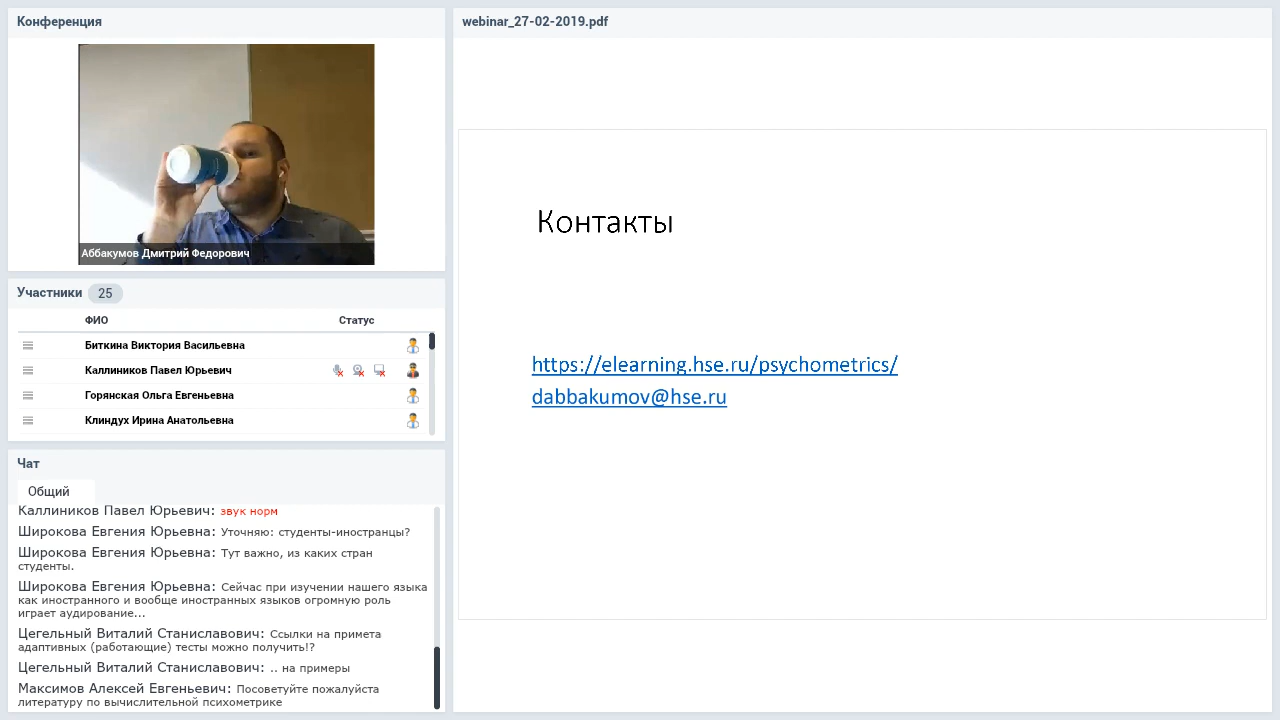 Конференция
Аббакумов Дмитрий Федорович
Участники 25
ФИО Статус
Биткина Виктория Васильевна
Каллиников Павел Юрьевич
Горянская Ольга Евгеньевна
Клиндух Ирина Анатольевна
Чат
Общий
Каллиников Павел Юрьевич: звук норм
Широкова Евгения Юрьевна: Уточняю: студенты-иностранцы?
Широкова Евгения Юрьевна: Тут важно, из каких стран
студенты.
Широкова Евгения Юрьевна: Сейчас при изучении нашего языка
как иностранного и вообще иностранных языков огромную роль
играет аудирование...
Цегельный Виталий Станиславович: Ссылки на примета
адаптивных (работающие) тесты можно получить!?
Цегельный Виталий Станиславович: .. на примеры
Максимов Алексей Евгеньевич: Посоветуйте пожалуйста
литературу по вычислительной психометрике
webinar_27-02-2019.pdf
Контакты
https://elearning.hse.ru/psychometrics/
dabbakumov@hse.ru